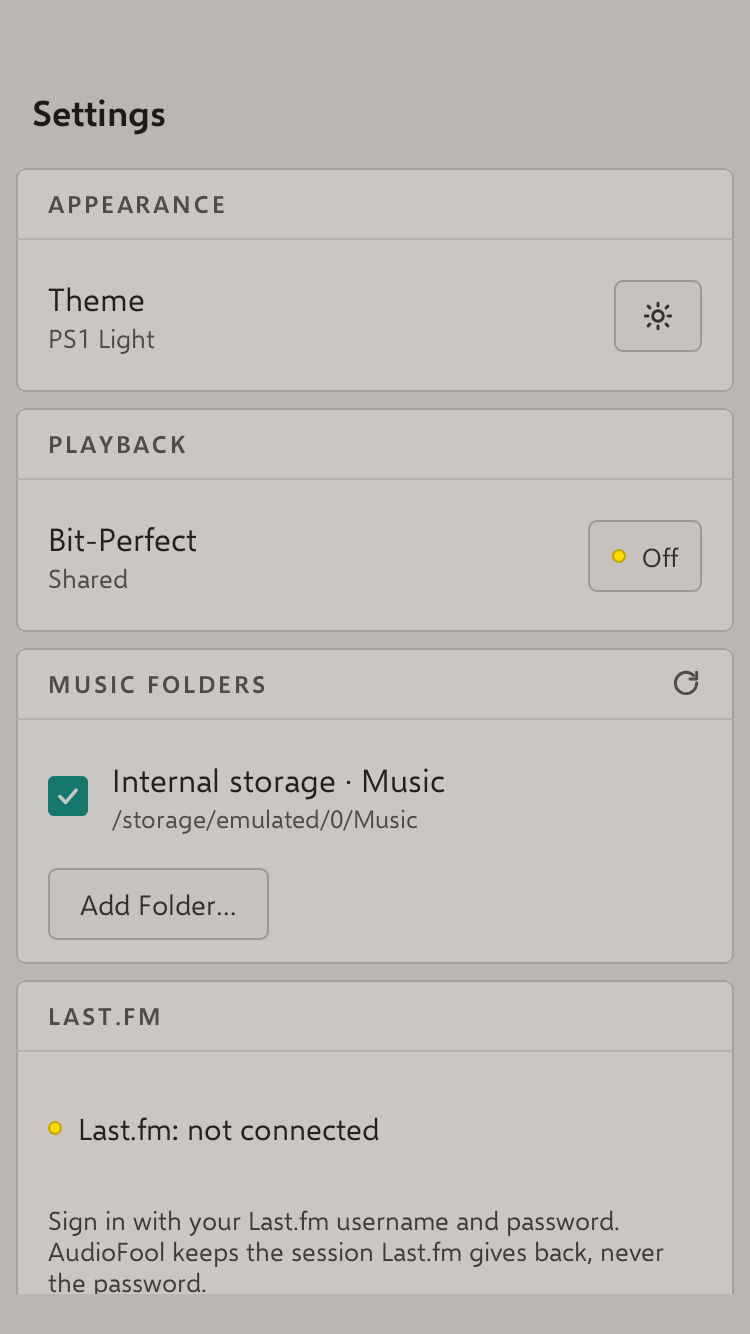 Settings
APPEARANCE
Theme
PS1 Light
PLAYBACK
Bit-Perfect
Shared
Off
MUSIC FOLDERS
Internal storage · Music
/storage/emulated/0/Music
Add Folder...
LAST.FM
Last.fm: not connected
Sign in with your Last.fm username and password.
AudioFool keeps the session Last.fm gives back, never
the password.